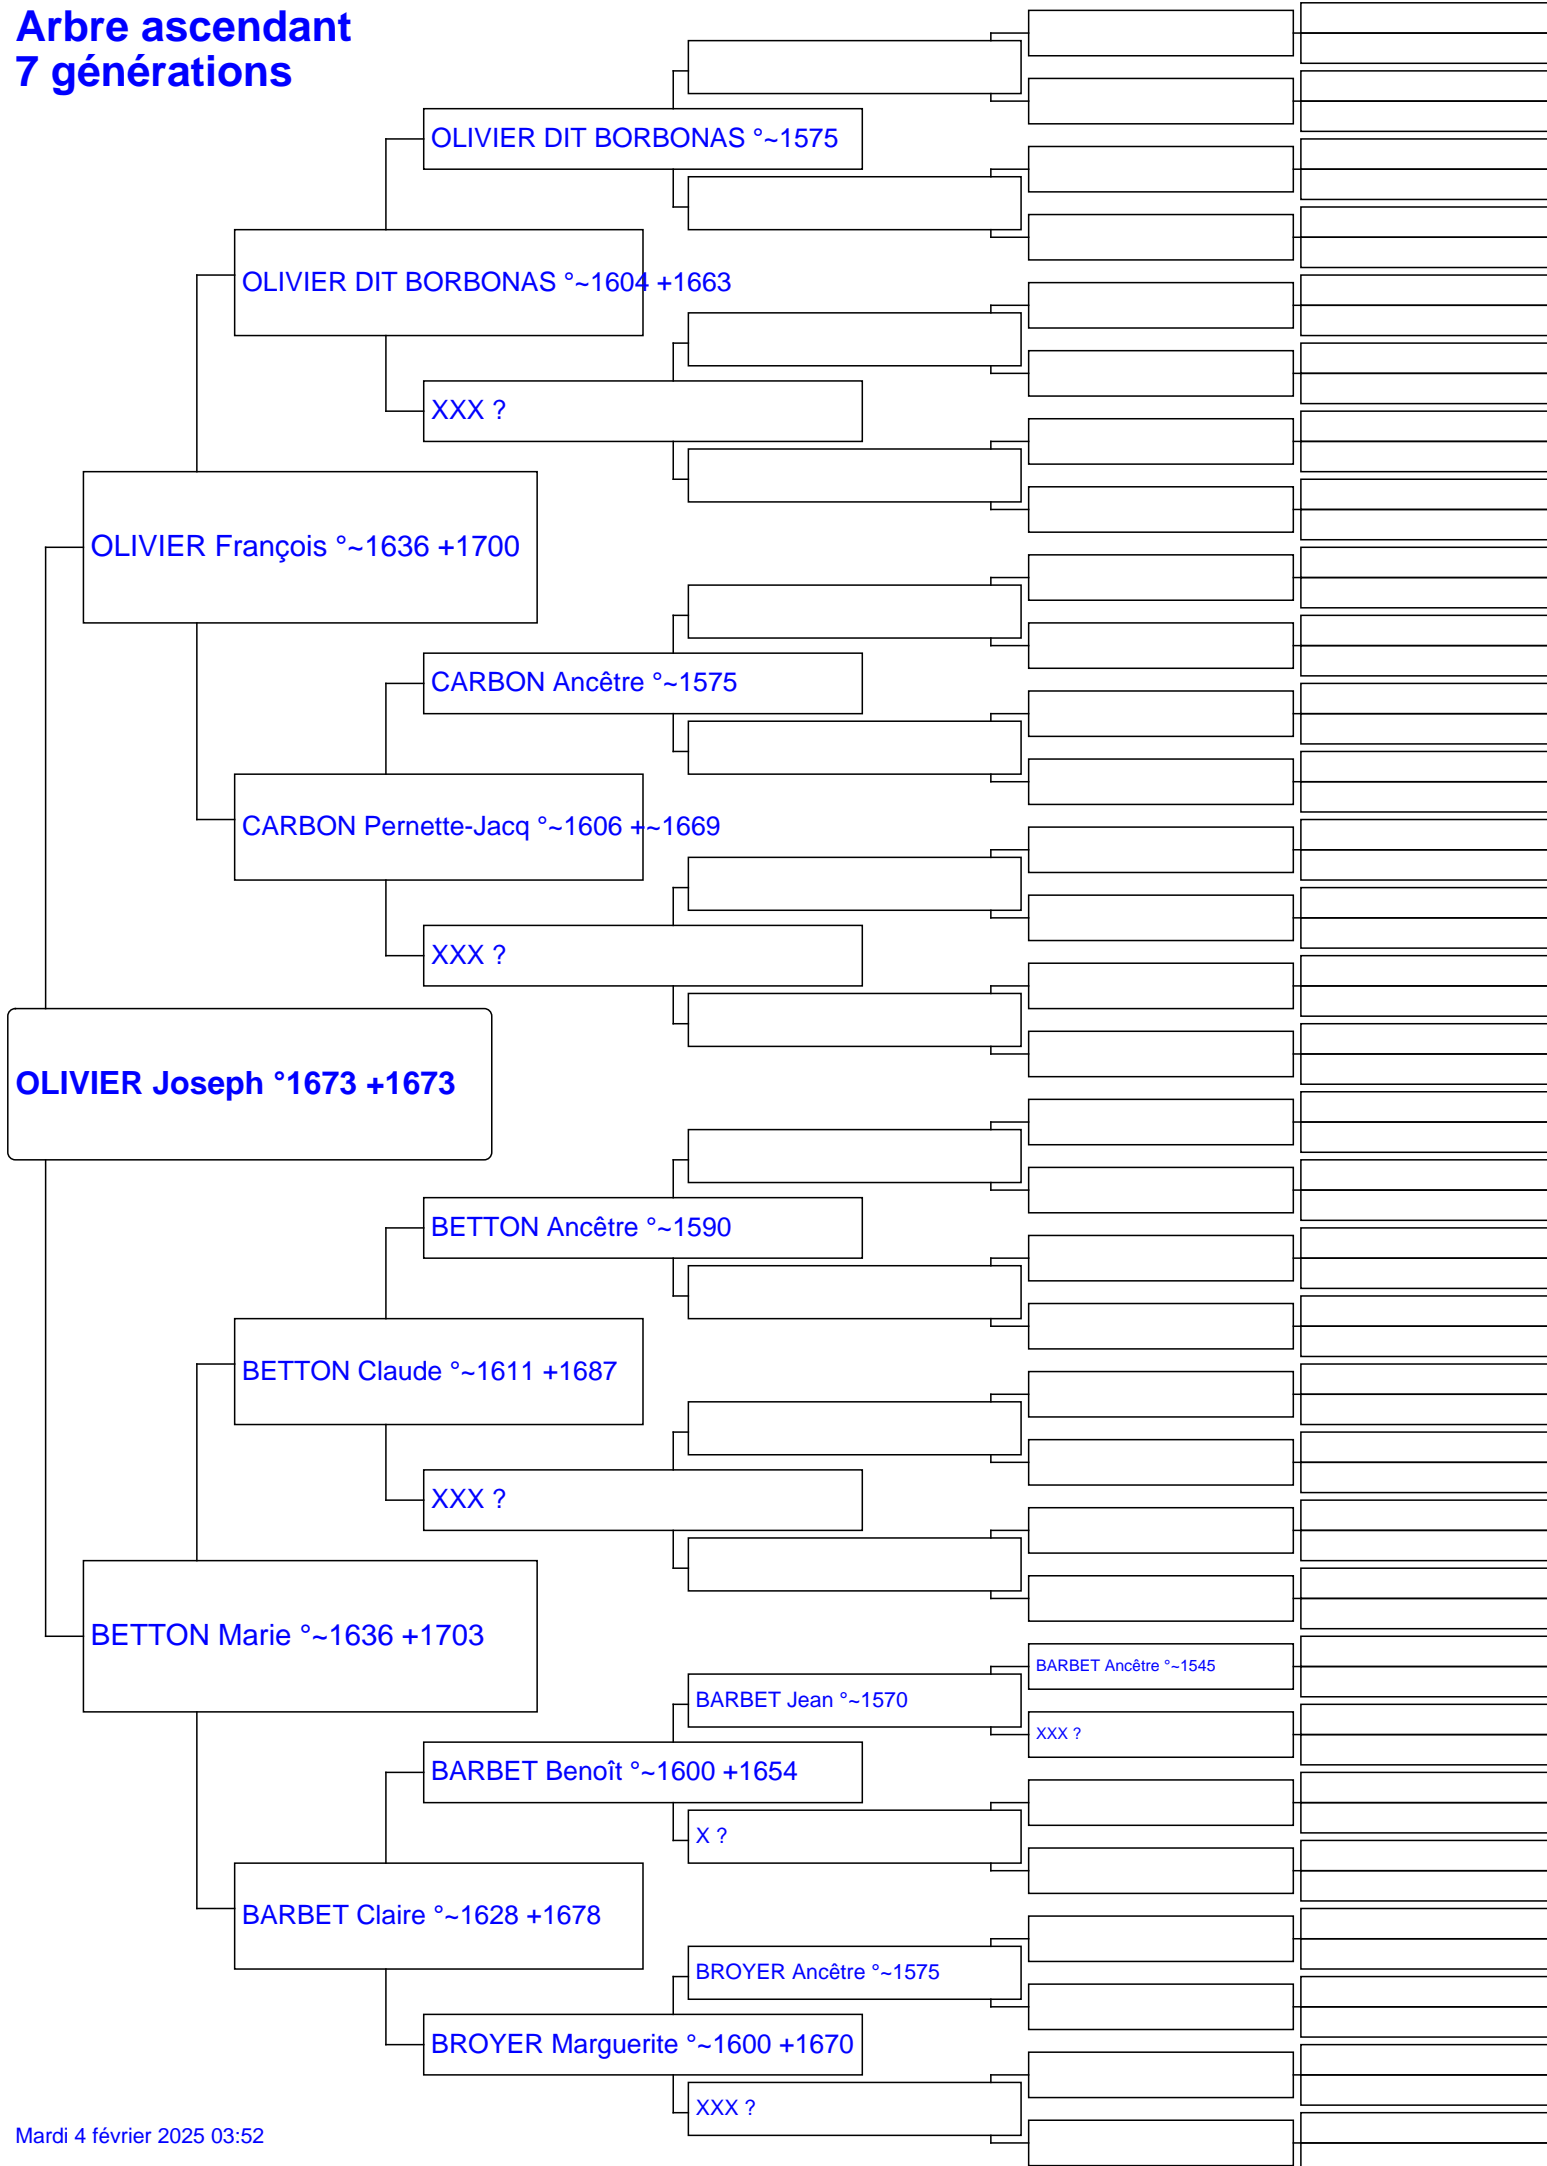 Arbre ascendant
7 générations
OLIVIER DIT BORBONAS °~1575
OLIVIER DIT BORBONAS °~1604 +1663
XXX ?
OLIVIER François °~1636 +1700
CARBON Ancêtre °~1575
CARBON Pernette-Jacq °~1606 +~1669
XXX ?
OLIVIER Joseph °1673 +1673
BETTON Ancêtre °~1590
BETTON Claude °~1611 +1687
XXX ?
BETTON Marie °~1636 +1703
BARBET Ancêtre °~1545
BARBET Jean °~1570
XXX ?
BARBET Benoît °~1600 +1654
X ?
BARBET Claire °~1628 +1678
BROYER Ancêtre °~1575
BROYER Marguerite °~1600 +1670
XXX ?
Mardi 4 février 2025 03:52